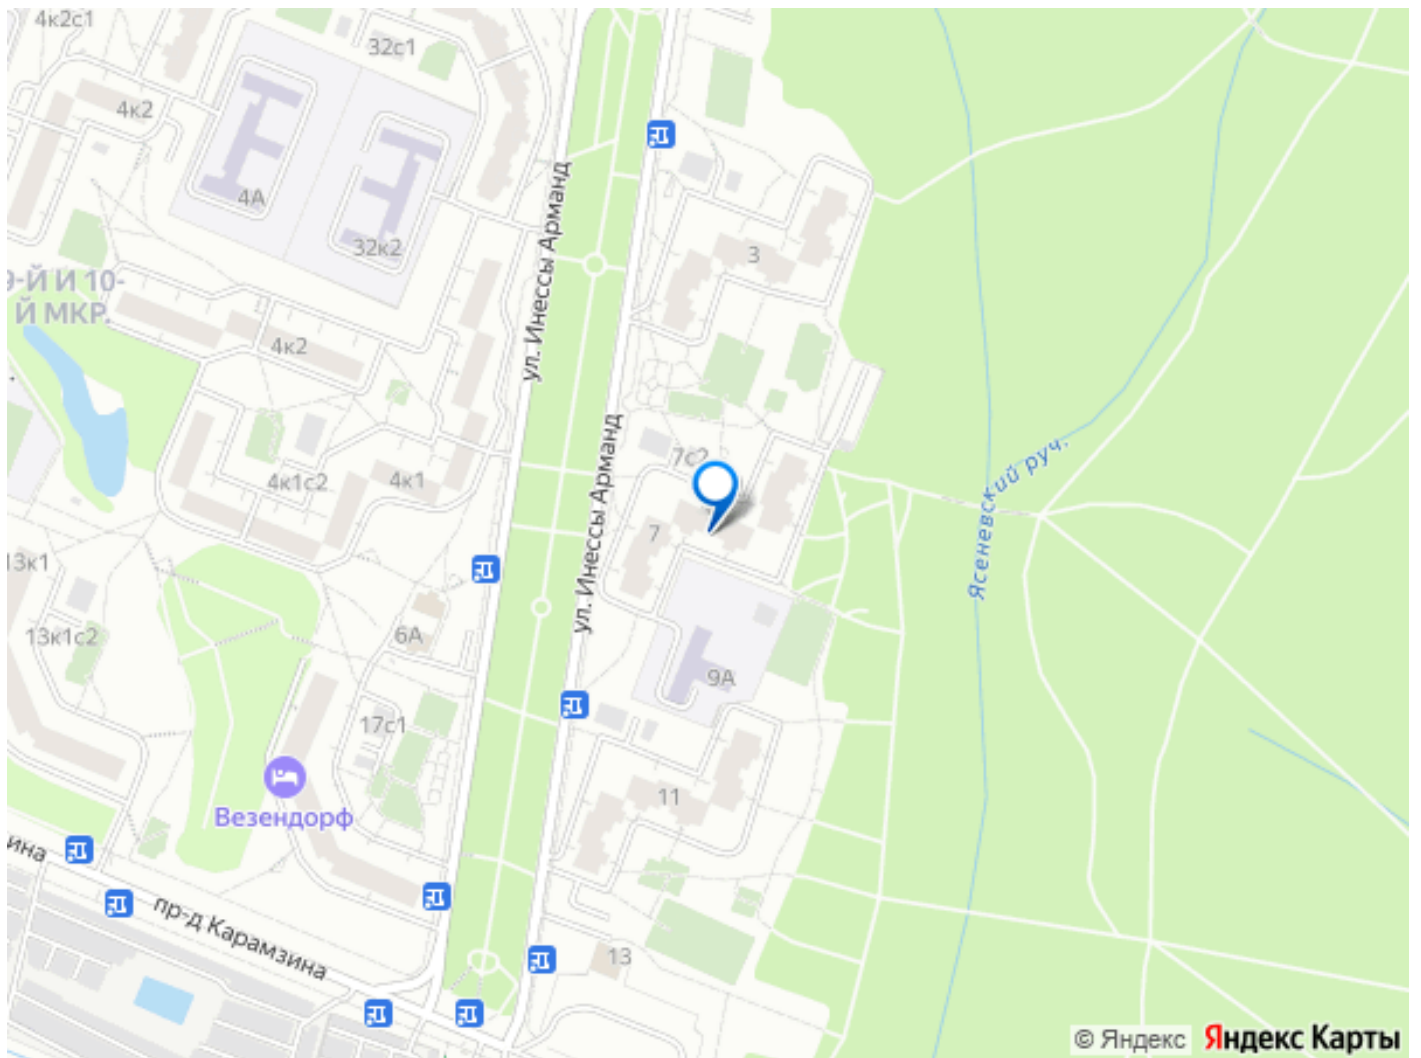 4к2с1
32с1
4к2
4А
32к2
3
9-Й И 10-
Й МКР.
4к2
ул. Инессы Арманд
ул. Инессы Арманд
7с2
4к1с2
4к1
7
Ясеневский руч.
13к1
13к1с2
6А
9А
17с1
11
Везендорф
ина
пр-д Карамзина
13
© Яндекс
Яндекс Карты